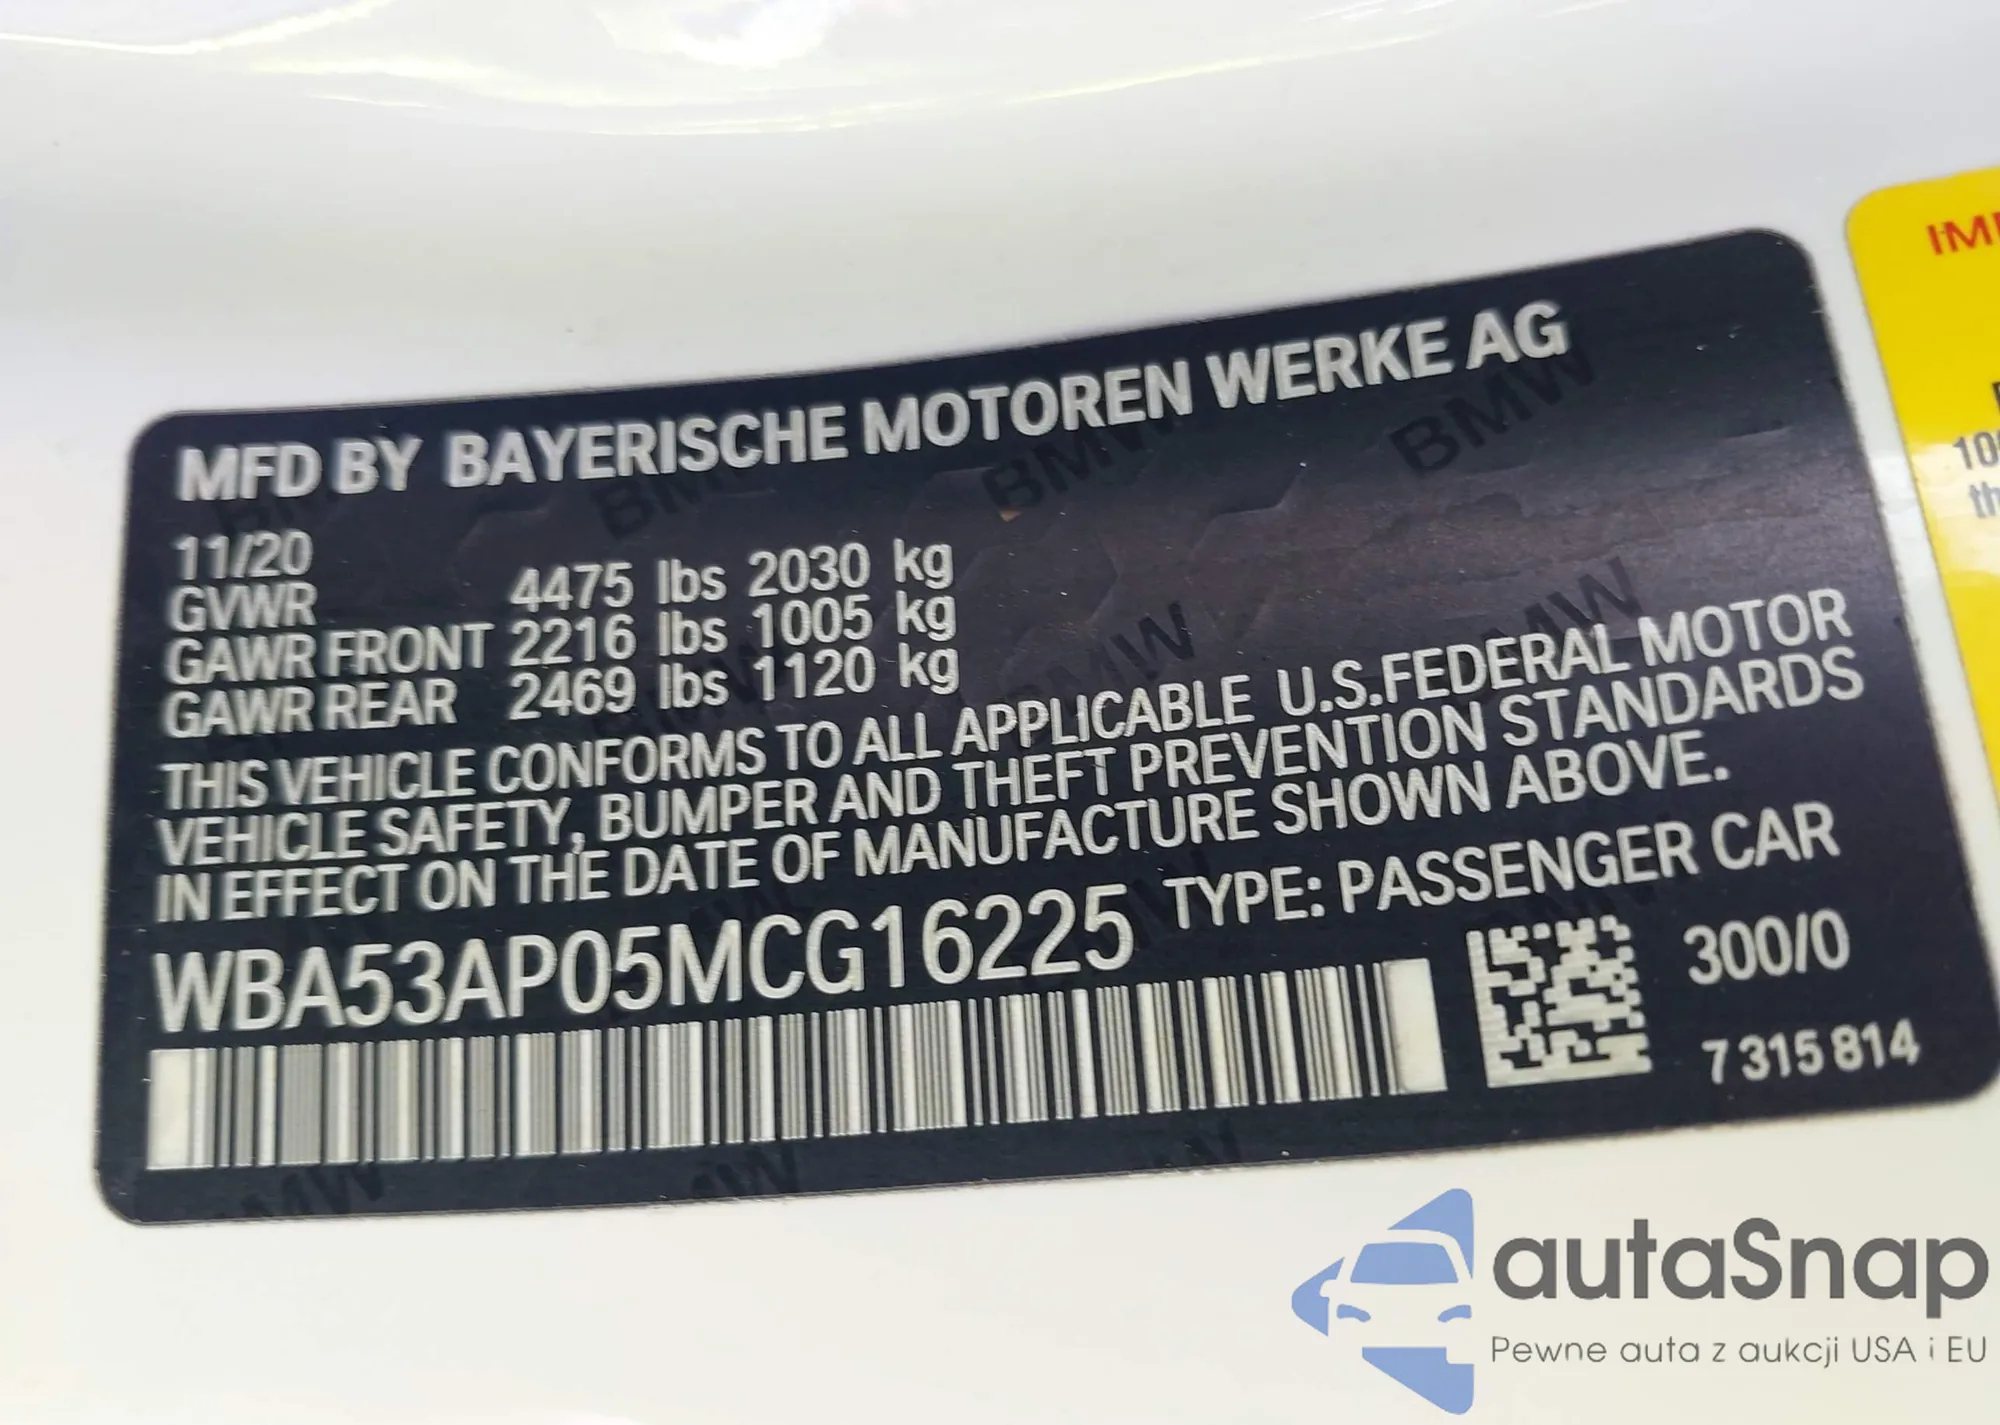 MFD BY BAYERISCHE MOTOREN WERKE AG
11/20
GVWR 4475 lbs 2030 kg
GAWR FRONT 2216 lbs 1005 kg
GAWR REAR 2469 lbs 1120 kg
THIS VEHICLE CONFORMS TO ALL APPLICABLE U.S.FEDERAL MOTOR
VEHICLE SAFETY, BUMPER AND THEFT PREVENTION STANDARDS
IN EFFECT ON THE DATE OF MANUFACTURE SHOWN ABOVE.
WBA53AP05MCG16225 TYPE: PASSENGER CAR
300/0
7 315 814
autaSnap
Pewne auta z aukcji USA i EU